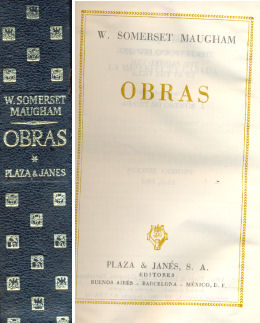 W. SOMERSET
MAUGHAM
OBRAS
*
PLAZA & JANES
W. SOMERSET MAUGHAM
OBRAS
PLAZA & JANÉS, S. A.
EDITORES
BUENOS AIRES - BARCELONA - MÉXICO, D. F.